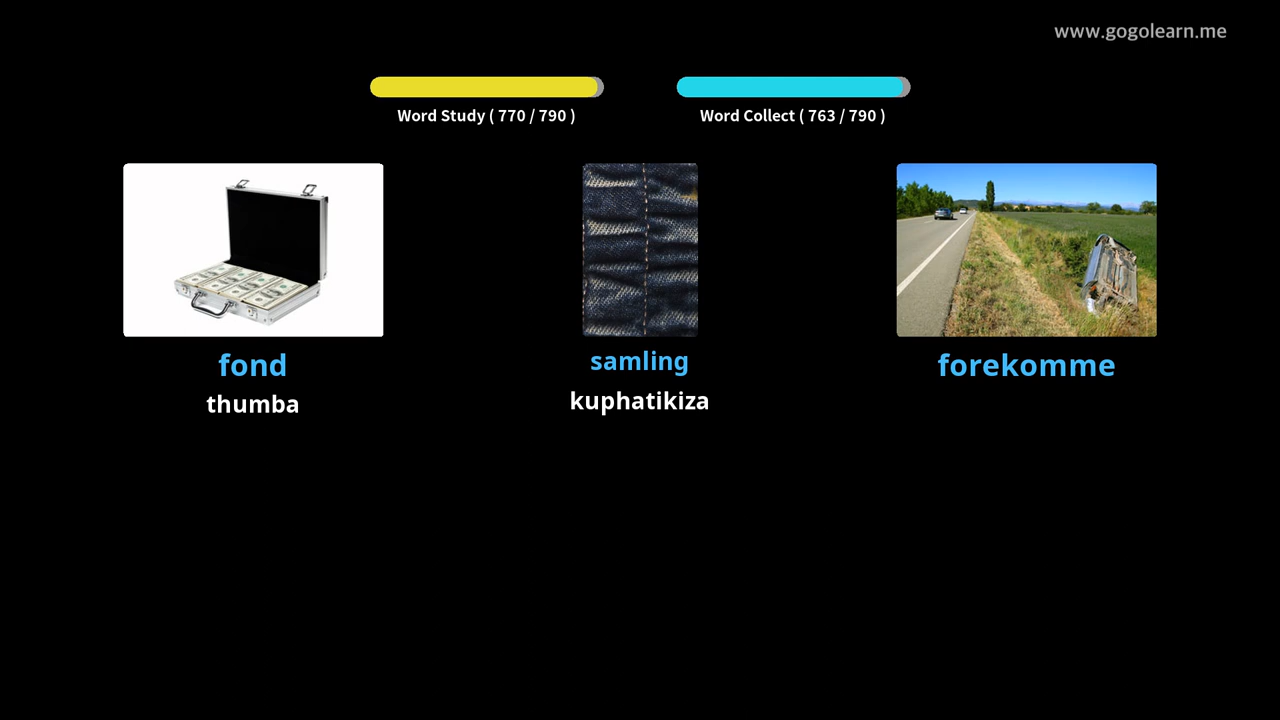 www.gogolearn.me
Word Study ( 770 / 790 )
Word Collect ( 763 / 790 )
fond
thumba
samling
kuphatikiza
forekomme